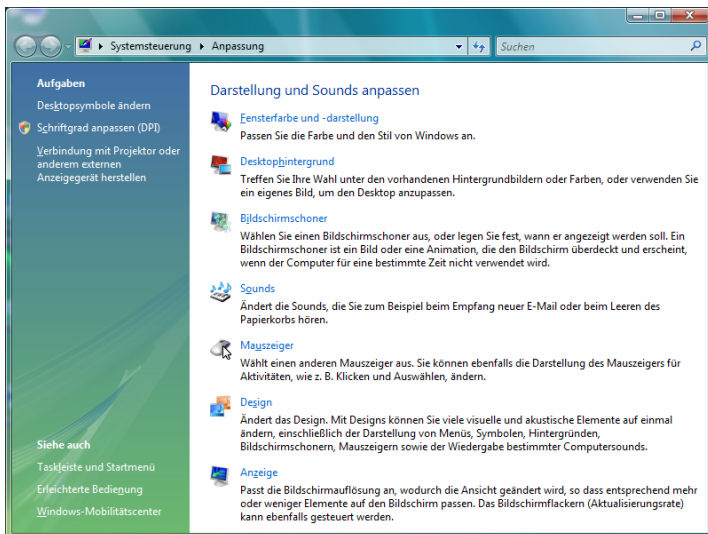 Systemsteuerung ▸ Anpassung
Suchen
Aufgaben
Desktopsymbole ändern
Schriftgrad anpassen (DPI)
Verbindung mit Projektor oder
anderem externen
Anzeigegerät herstellen
Siehe auch
Taskleiste und Startmenü
Erleichterte Bedienung
Windows-Mobilitätscenter
Darstellung und Sounds anpassen
Fensterfarbe und -darstellung
Passen Sie die Farbe und den Stil von Windows an.
Desktophintergrund
Treffen Sie Ihre Wahl unter den vorhandenen Hintergrundbildern oder Farben, oder verwenden Sie
ein eigenes Bild, um den Desktop anzupassen.
Bildschirmschoner
Wählen Sie einen Bildschirmschoner aus, oder legen Sie fest, wann er angezeigt werden soll. Ein
Bildschirmschoner ist ein Bild oder eine Animation, die den Bildschirm überdeckt und erscheint,
wenn der Computer für eine bestimmte Zeit nicht verwendet wird.
Sounds
Ändert die Sounds, die Sie zum Beispiel beim Empfang neuer E-Mail oder beim Leeren des
Papierkorbs hören.
Mauszeiger
Wählt einen anderen Mauszeiger aus. Sie können ebenfalls die Darstellung des Mauszeigers für
Aktivitäten, wie z. B. Klicken und Auswählen, ändern.
Design
Ändert das Design. Mit Designs können Sie viele visuelle und akustische Elemente auf einmal
ändern, einschließlich der Darstellung von Menüs, Symbolen, Hintergründen,
Bildschirmschonern, Mauszeigern sowie der Wiedergabe bestimmter Computersounds.
Anzeige
Passt die Bildschirmauflösung an, wodurch die Ansicht geändert wird, so dass entsprechend mehr
oder weniger Elemente auf den Bildschirm passen. Das Bildschirmflackern (Aktualisierungsrate)
kann ebenfalls gesteuert werden.